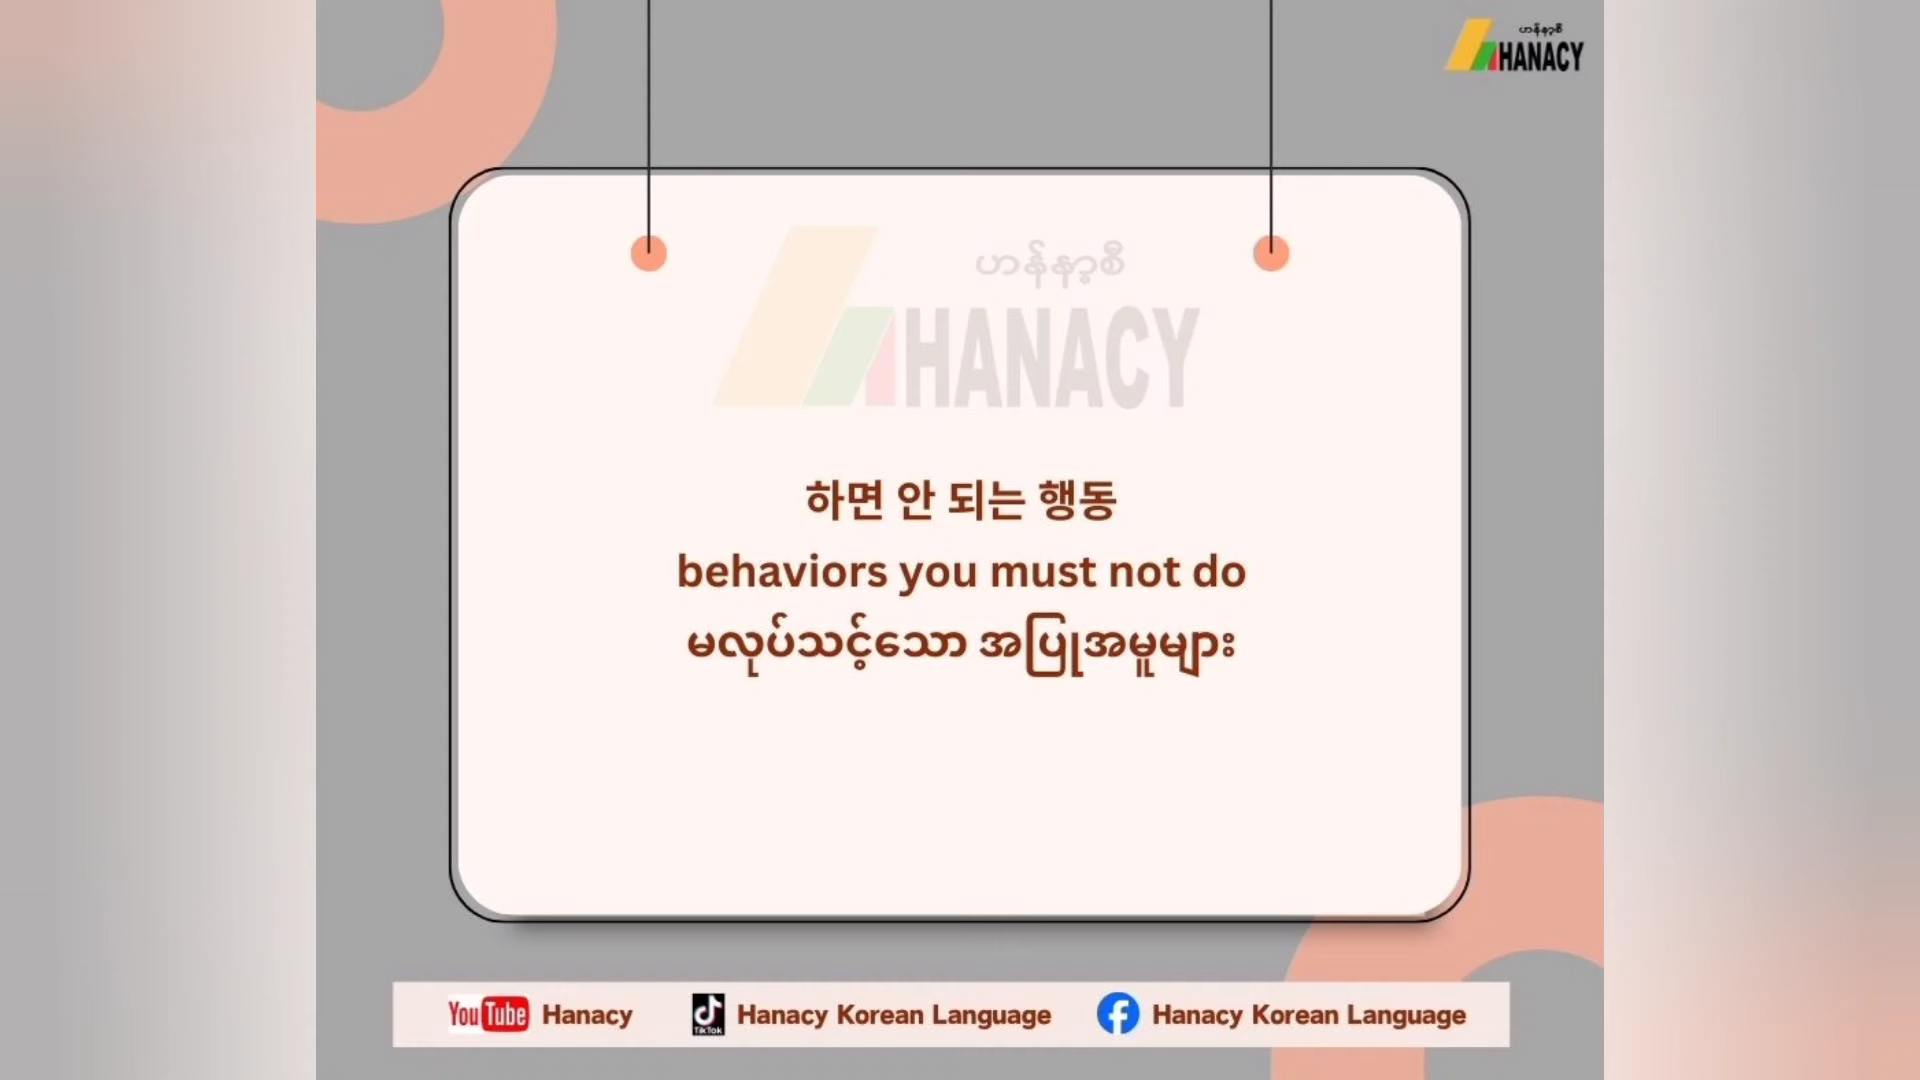 ဟန်နာ့စီ
HANACY
ဟန်နာ့စီ
HANACY
하면 안 되는 행동
behaviors you must not do
မလုပ်သင့်သော အပြုအမူများ
YouTube Hanacy
TikTok Hanacy Korean Language
Hanacy Korean Language